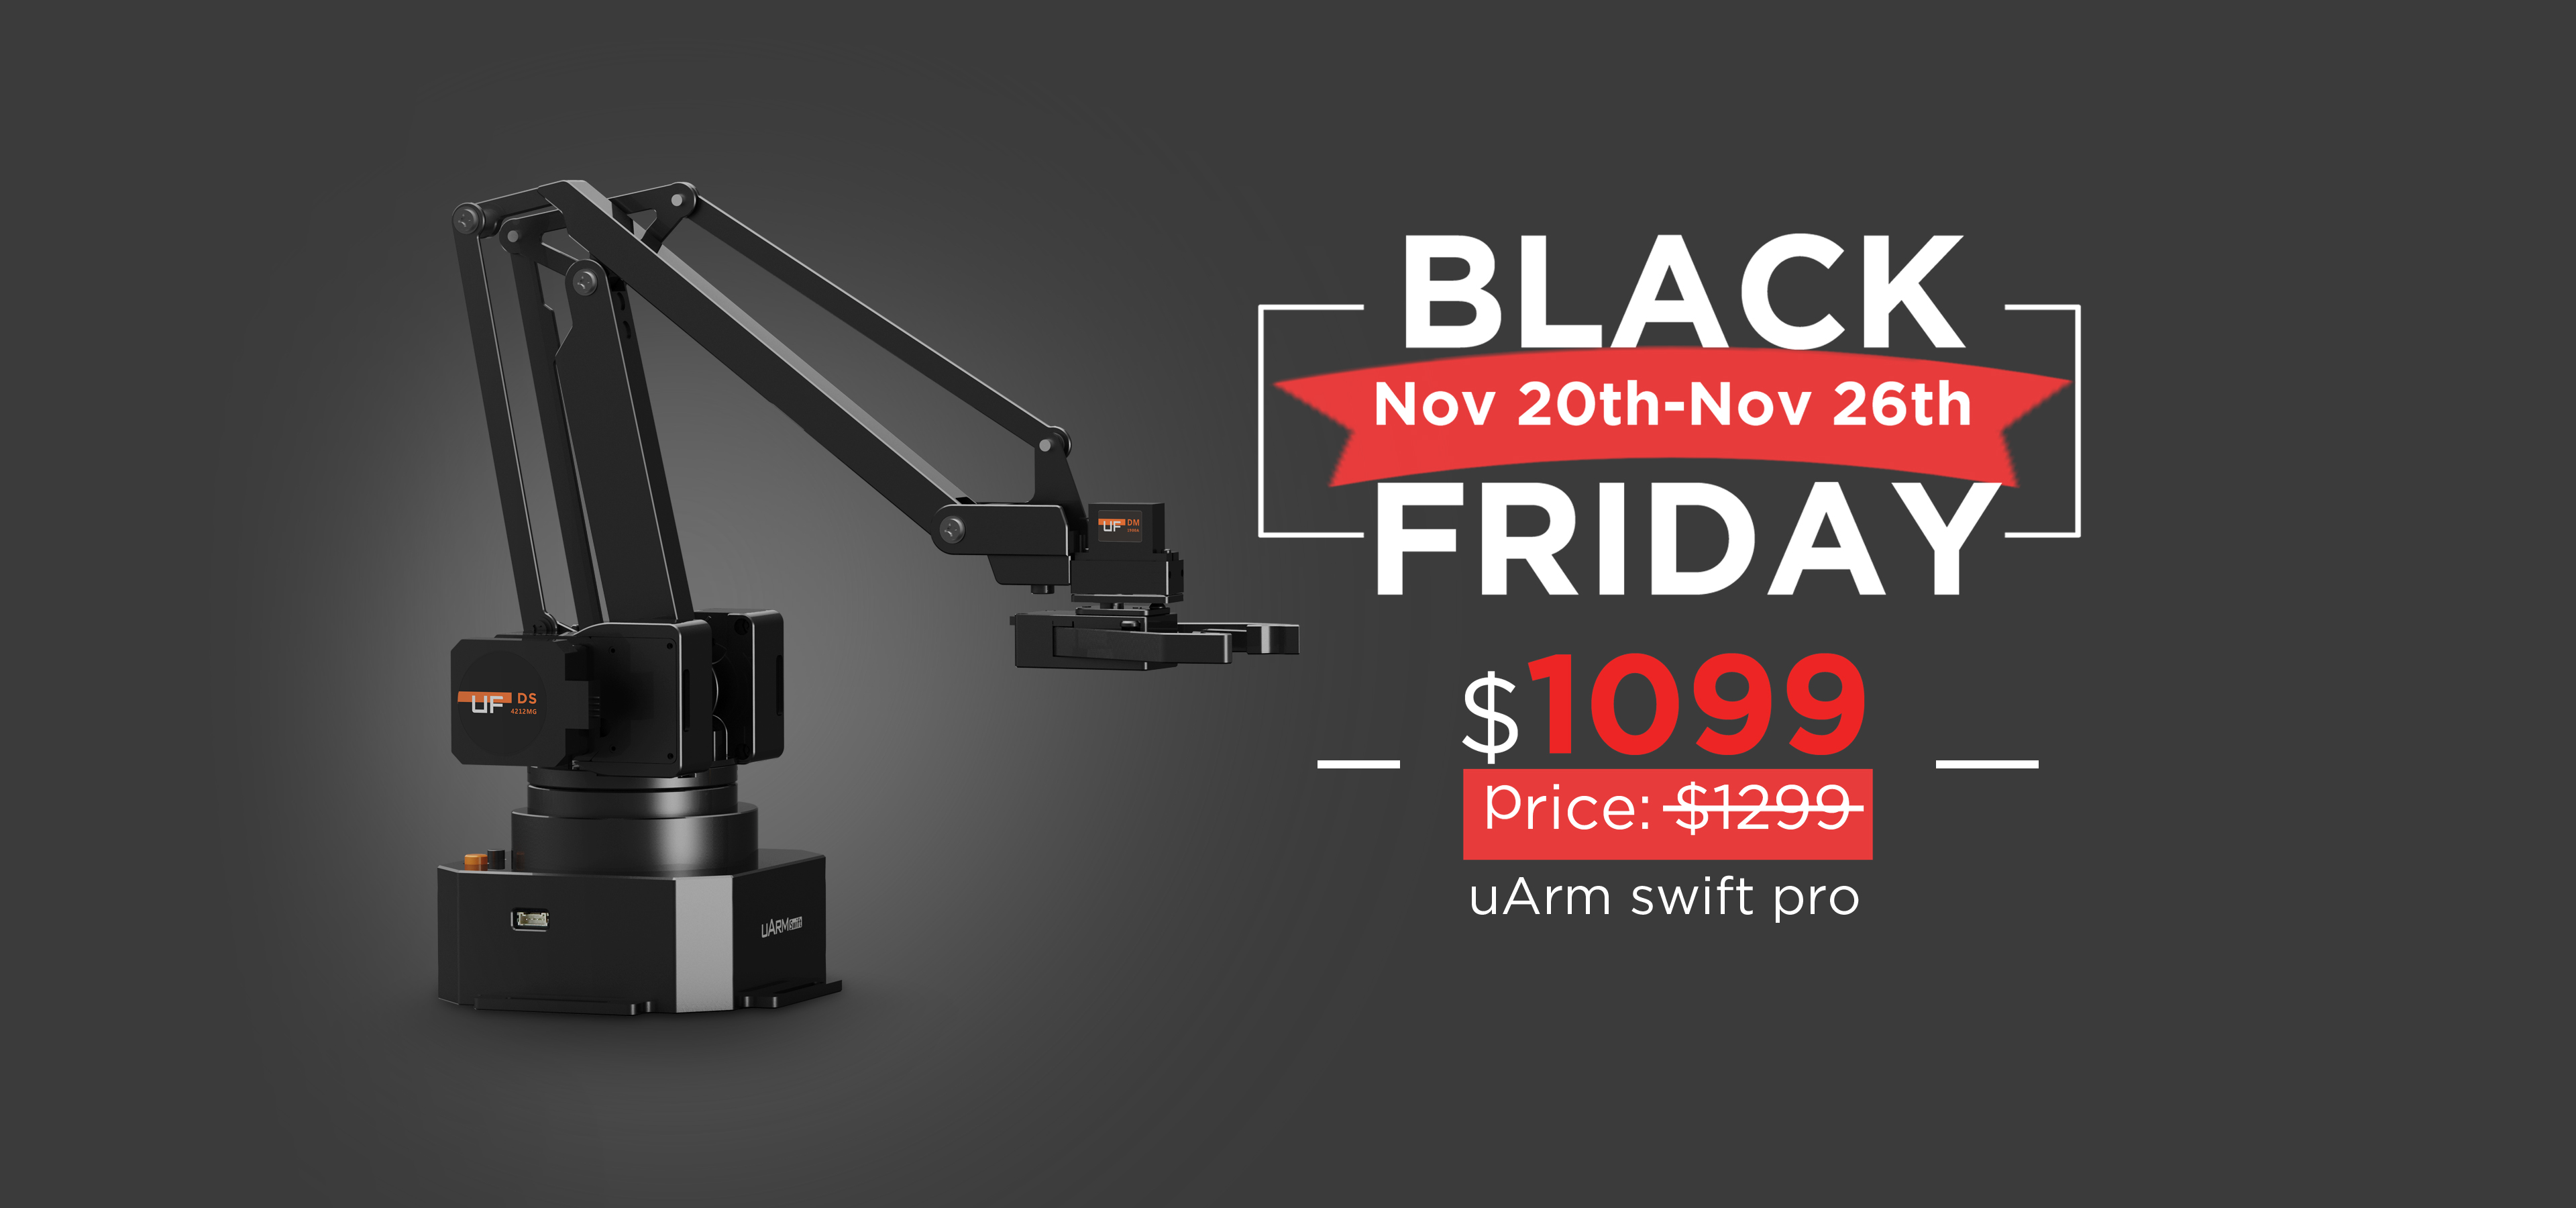 BLACK
Nov 20th-Nov 26th
FRIDAY
$1099
price: $1299
uArm swift pro
UF DM
UF DS
4212MG
uARM